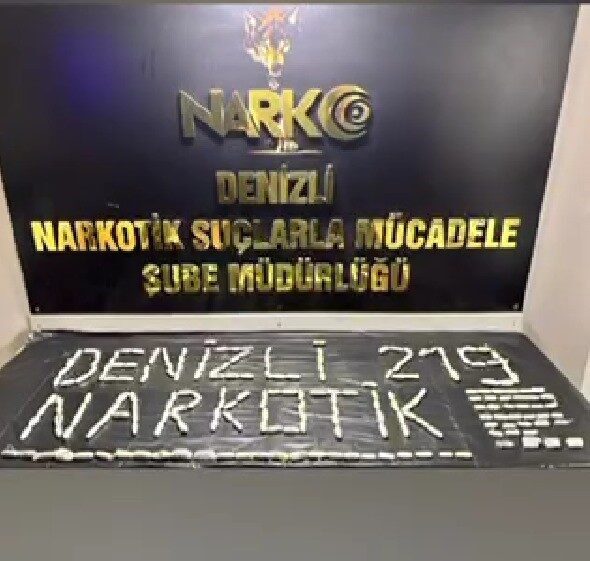 NARKO
DENİZLİ
NARKOTİK SUÇLARLA MÜCADELE
ŞUBE MÜDÜRLÜĞÜ
DENİZLİ 219
NARKOTİK